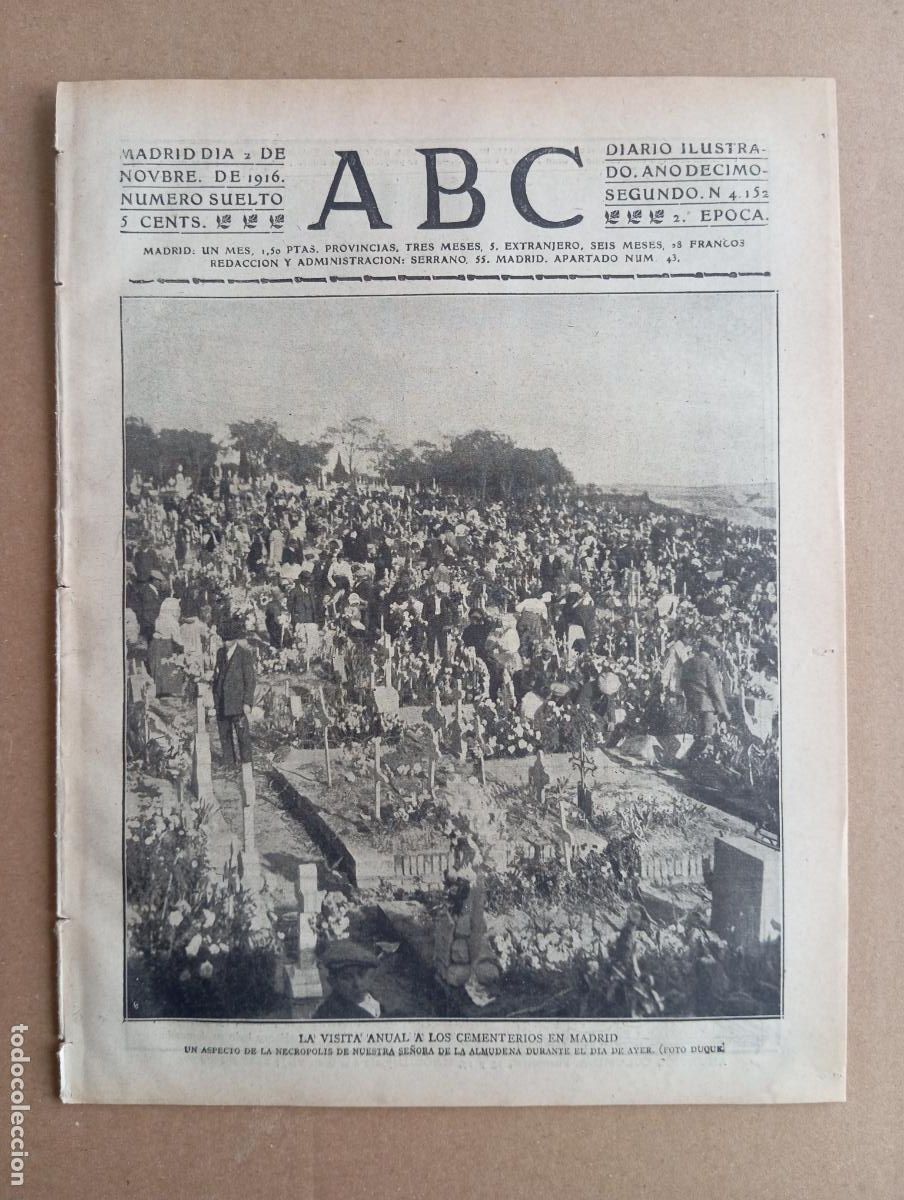 MADRID DIA 2 DE
NOVBRE. DE 1916.
NUMERO SUELTO
5 CENTS.
ABC
DIARIO ILUSTRA-
DO. AÑO DECIMO-
SEGUNDO. N 4.152
2.ª EPOCA.
MADRID: UN MES, 1,50 PTAS. PROVINCIAS, TRES MESES, 5. EXTRANJERO, SEIS MESES, 28 FRANCOS
REDACCION Y ADMINISTRACION: SERRANO, 55. MADRID. APARTADO NUM. 43.
LA VISITA ANUAL A LOS CEMENTERIOS EN MADRID
UN ASPECTO DE LA NECROPOLIS DE NUESTRA SEÑORA DE LA ALMUDENA DURANTE EL DIA DE AYER. (FOTO DUQUE)
todocoleccion